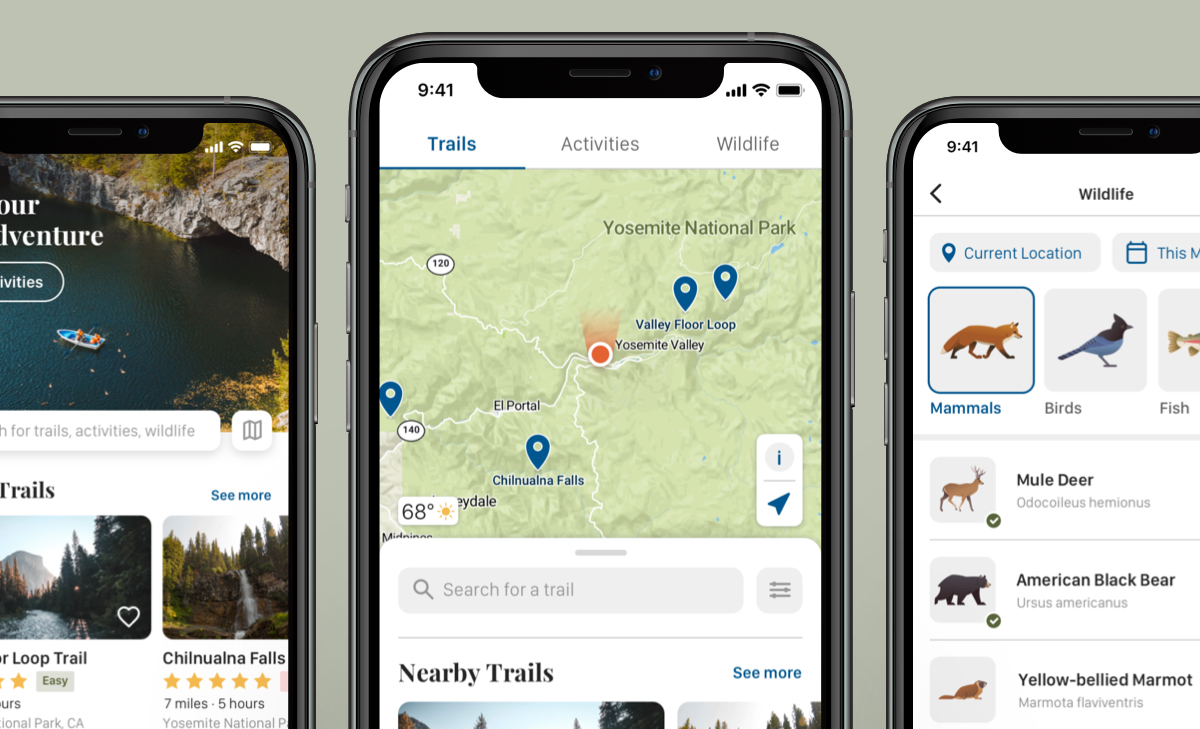 our
dventure
ivities
h for trails, activities, wildlife
Trails
See more
r Loop Trail
Chilnualna Falls
Easy
ours
7 miles · 5 hours
ional Park, CA
Yosemite National P
9:41
Trails
Activities
Wildlife
Yosemite National Park
120
Valley Floor Loop
Yosemite Valley
El Portal
140
Chilnualna Falls
i
68°
eydale
Midpines
Search for a trail
Nearby Trails
See more
9:41
Wildlife
Current Location
This M
Mammals
Birds
Fish
Mule Deer
Odocoileus hemionus
American Black Bear
Ursus americanus
Yellow-bellied Marmot
Marmota flaviventris